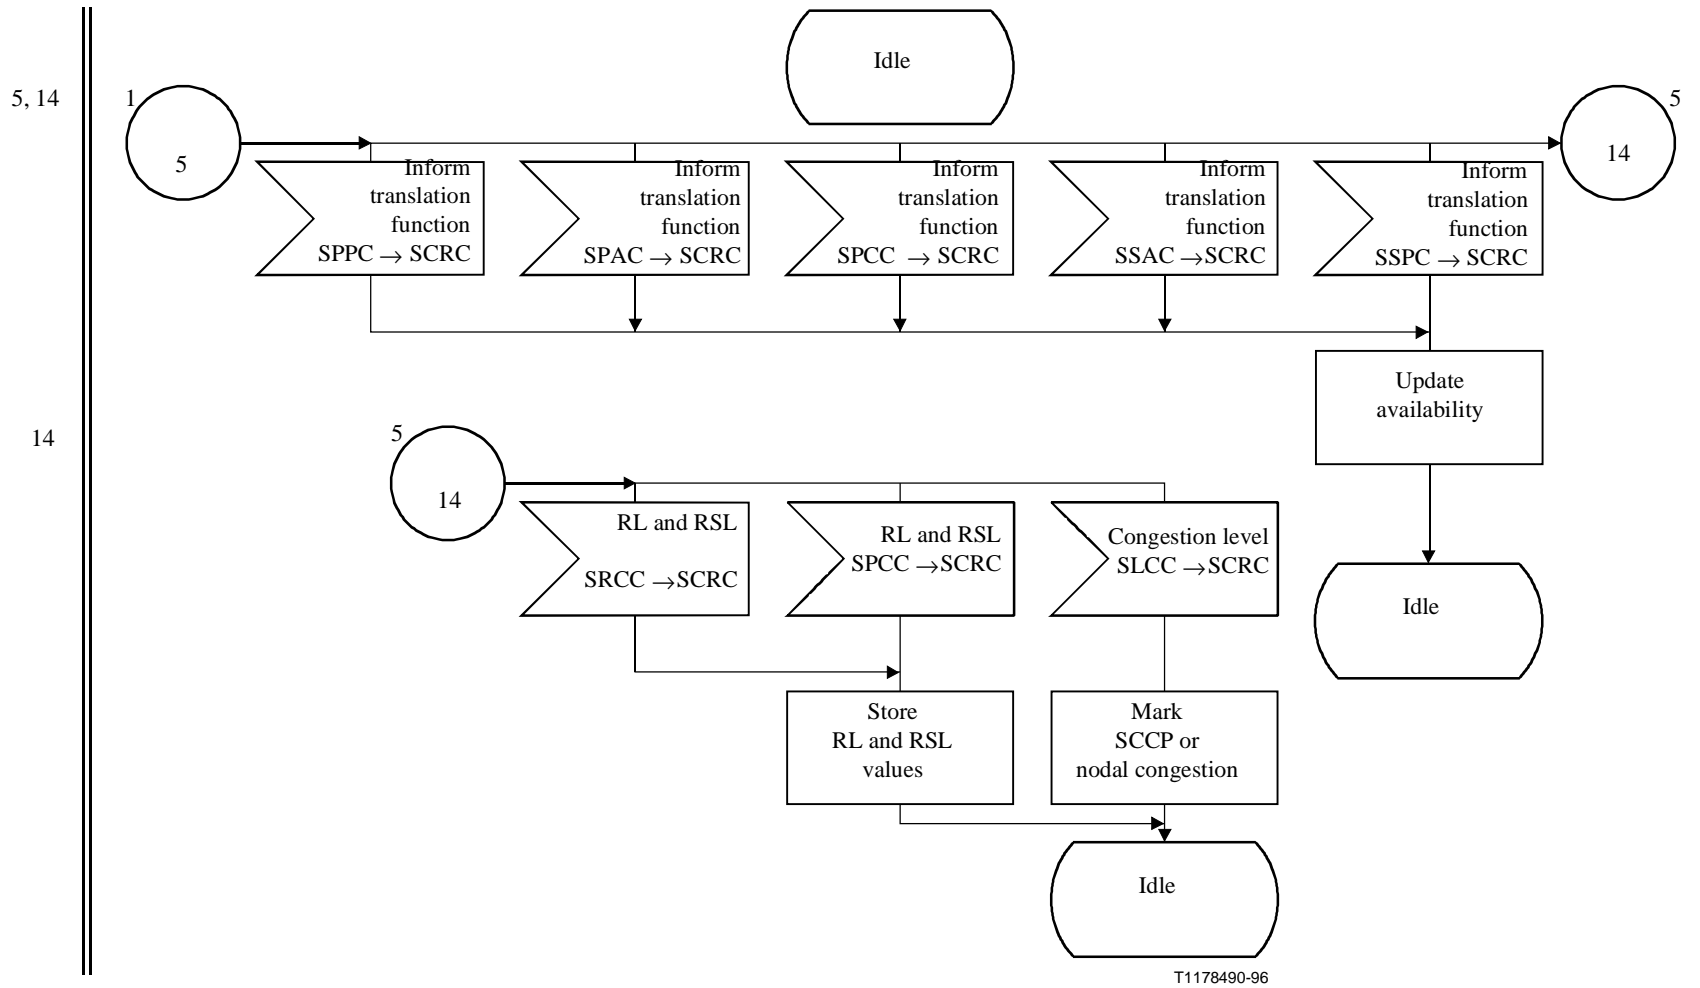 Idle
5, 14
1
5
5
14
Inform
translation
function
SPPC → SCRC
Inform
translation
function
SPAC → SCRC
Inform
translation
function
SPCC → SCRC
Inform
translation
function
SSAC →SCRC
Inform
translation
function
SSPC → SCRC
Update
availability
14
5
14
RL and RSL
SRCC →SCRC
RL and RSL
SPCC →SCRC
Congestion level
SLCC →SCRC
Idle
Store
RL and RSL
values
Mark
SCCP or
nodal congestion
Idle
T1178490-96